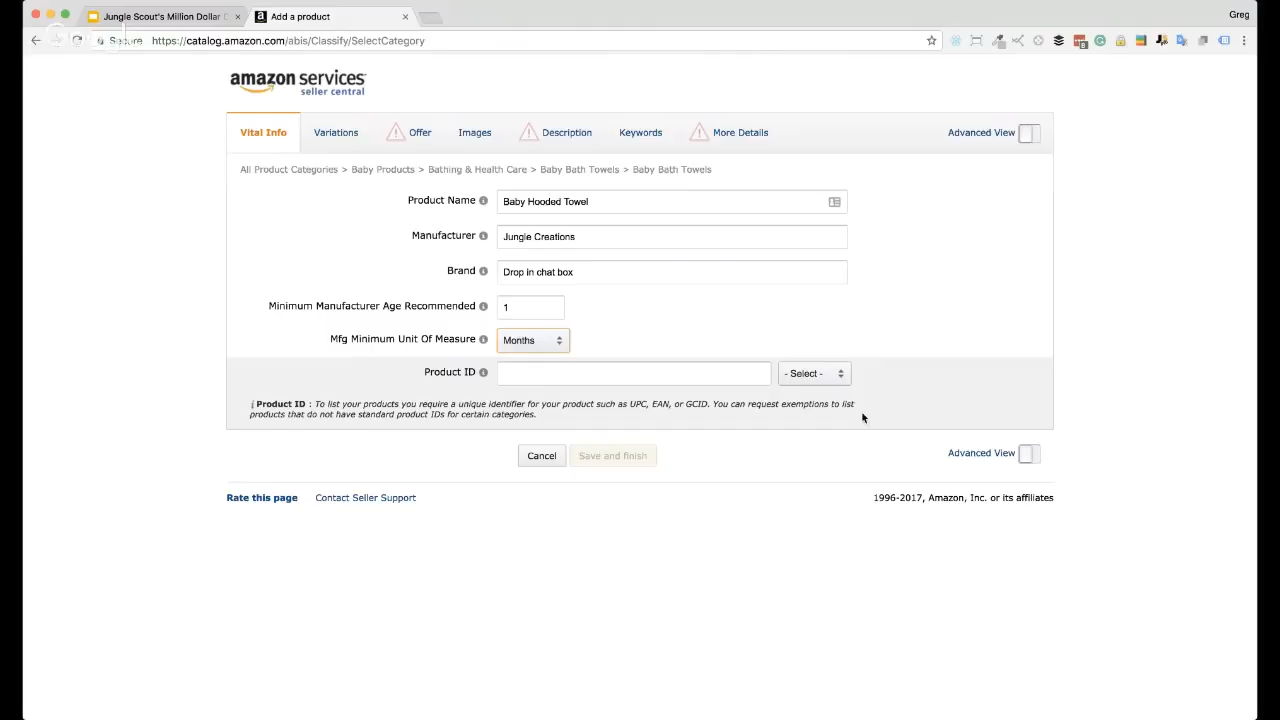 Jungle Scout's Million Dollar
Add a product
Greg
Secure https://catalog.amazon.com/abis/Classify/SelectCategory
amazon services
seller central
Vital Info Variations Offer Images Description Keywords More Details Advanced View
All Product Categories > Baby Products > Bathing & Health Care > Baby Bath Towels > Baby Bath Towels
Product Name Baby Hooded Towel
Manufacturer Jungle Creations
Brand Drop in chat box
Minimum Manufacturer Age Recommended 1
Mfg Minimum Unit Of Measure Months
Product ID - Select -
Product ID : To list your products you require a unique identifier for your product such as UPC, EAN, or GCID. You can request exemptions to list
products that do not have standard product IDs for certain categories.
Cancel Save and finish Advanced View
Rate this page Contact Seller Support 1996-2017, Amazon, Inc. or its affiliates